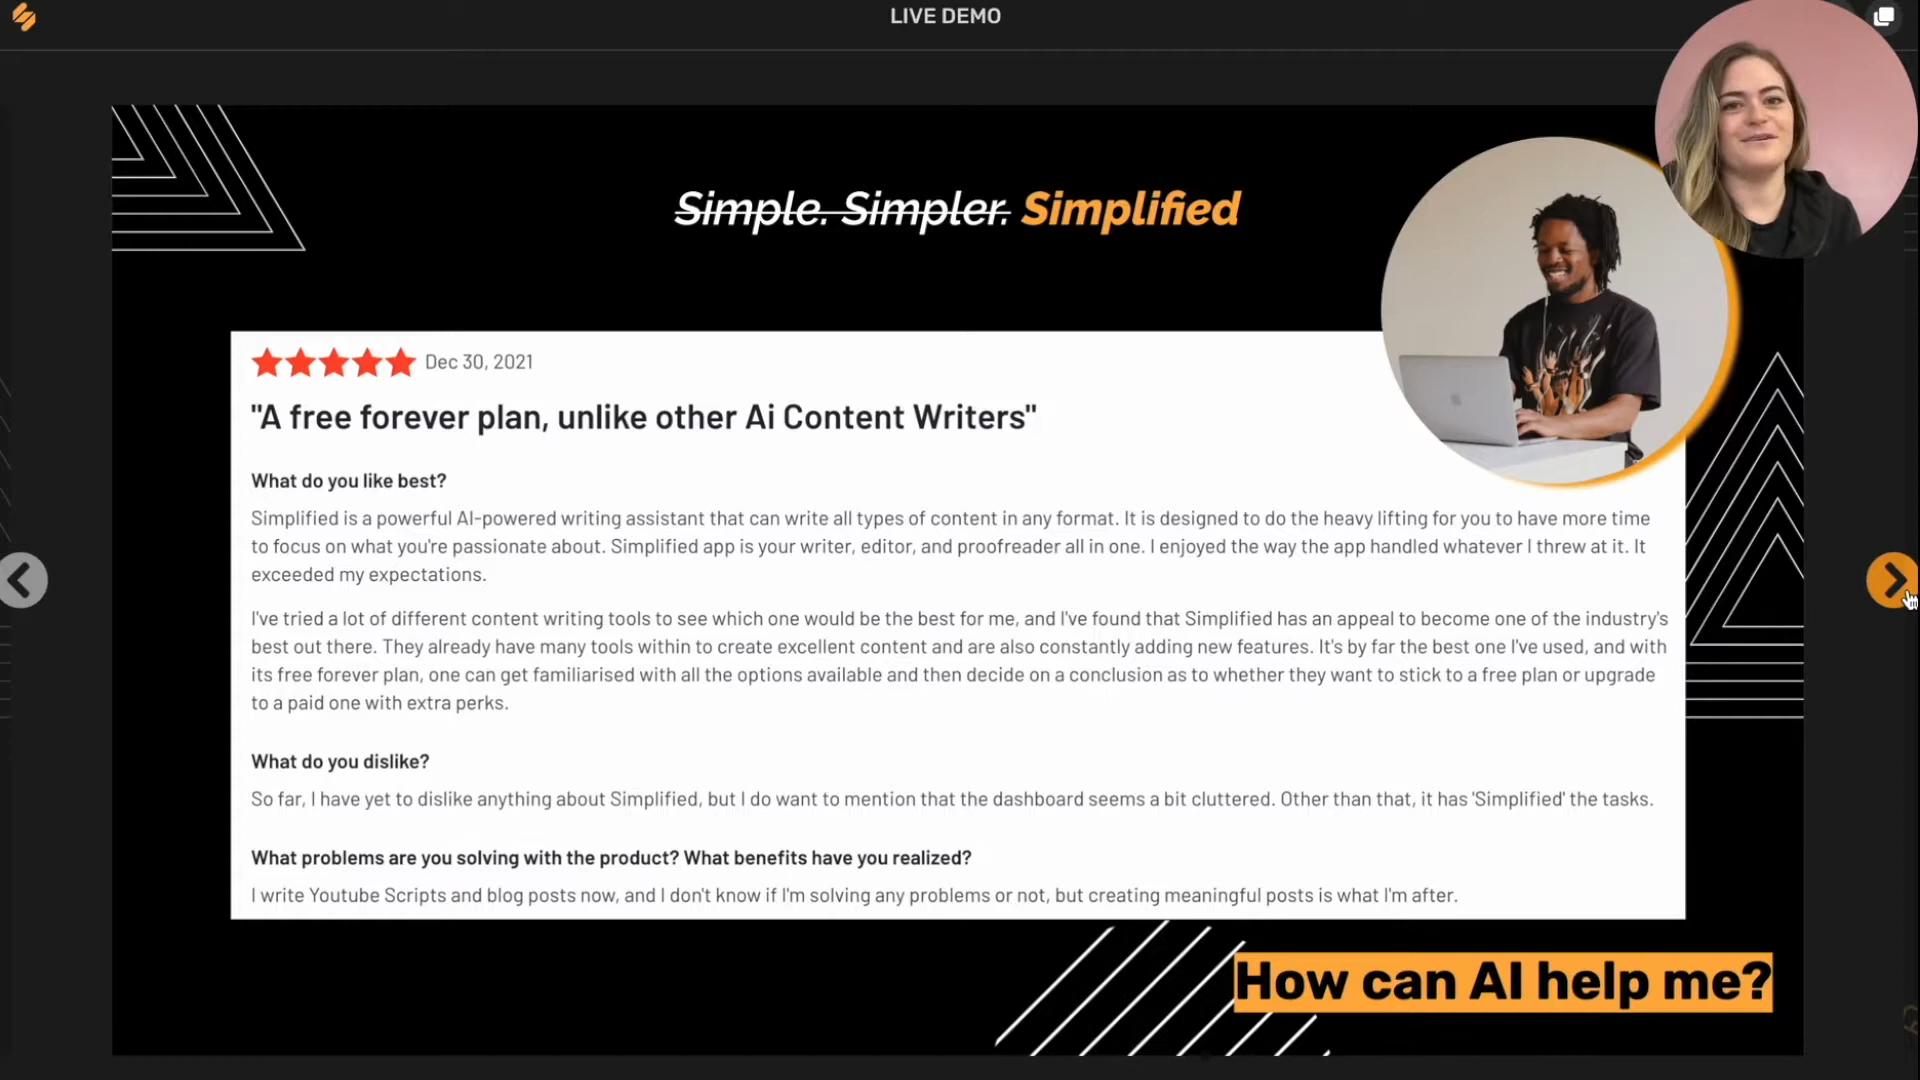 LIVE DEMO
Simple. Simpler. Simplified
Dec 30, 2021
"A free forever plan, unlike other Ai Content Writers"
What do you like best?
Simplified is a powerful AI-powered writing assistant that can write all types of content in any format. It is designed to do the heavy lifting for you to have more time
to focus on what you're passionate about. Simplified app is your writer, editor, and proofreader all in one. I enjoyed the way the app handled whatever I threw at it. It
exceeded my expectations.
I've tried a lot of different content writing tools to see which one would be the best for me, and I've found that Simplified has an appeal to become one of the industry's
best out there. They already have many tools within to create excellent content and are also constantly adding new features. It's by far the best one I've used, and with
its free forever plan, one can get familiarised with all the options available and then decide on a conclusion as to whether they want to stick to a free plan or upgrade
to a paid one with extra perks.
What do you dislike?
So far, I have yet to dislike anything about Simplified, but I do want to mention that the dashboard seems a bit cluttered. Other than that, it has 'Simplified' the tasks.
What problems are you solving with the product? What benefits have you realized?
I write Youtube Scripts and blog posts now, and I don't know if I'm solving any problems or not, but creating meaningful posts is what I'm after.
How can AI help me?